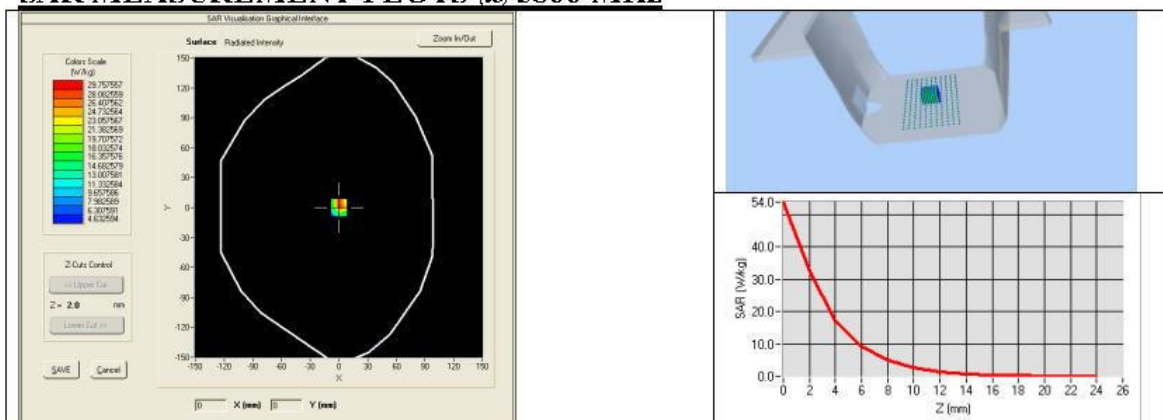 SAR MEASUREMENT PLOTS @ 5800 MHz
SAR Visualisation Graphical Interface
Surface Radiated Intensity
Zoom In/Out
Colors Scale
(W/kg)
29.757557
28.082559
26.407562
24.732564
23.057567
21.382569
19.707572
18.032574
16.357576
14.682579
13.007581
11.332584
9.657586
7.982589
6.307591
4.632594
Z-Cuts Control
<< Upper Cut
Z = 2.0 mm
Lower Cut >>
SAVE Cancel
Y
150
120
90
60
30
0
-30
-60
-90
-120
-150
-150 -120 -90 -60 -30 0 30 60 90 120 150
X
0 X (mm) 0 Y (mm)
SAR (W/kg)
54.0
40.0
30.0
20.0
10.0
0.0
0 2 4 6 8 10 12 14 16 18 20 22 24 26
Z (mm)